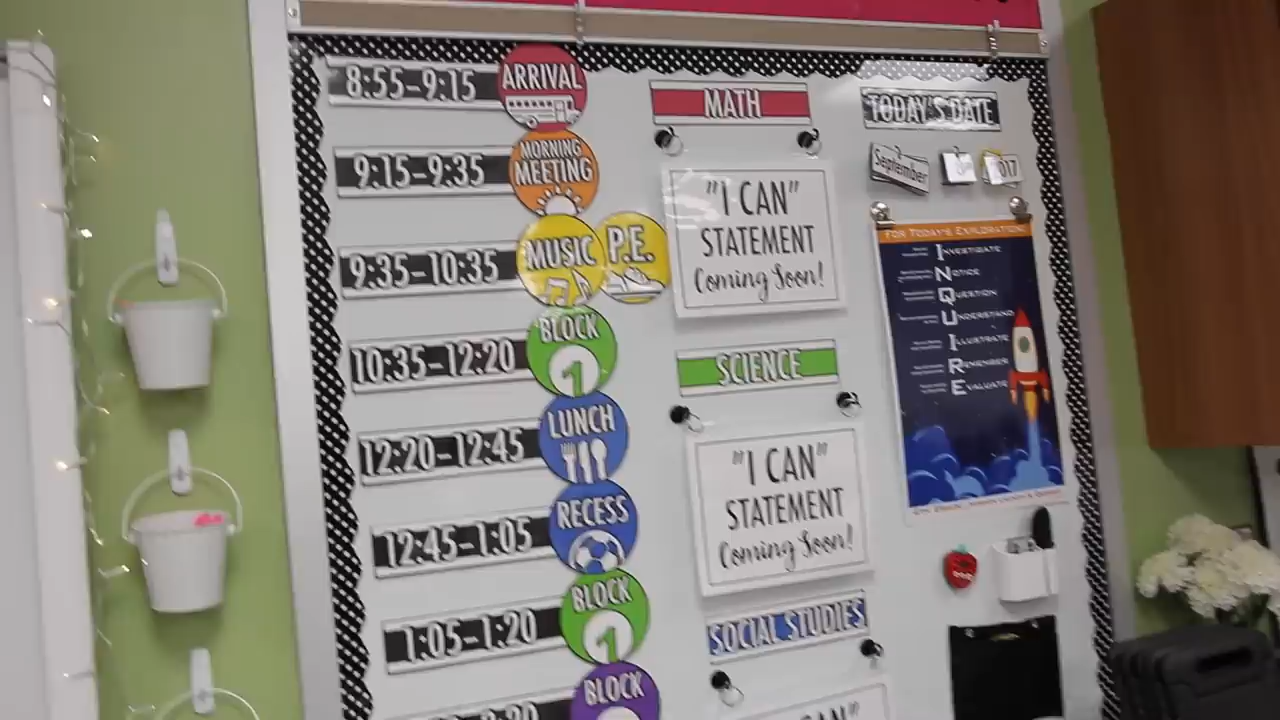 8:55-9:15 ARRIVAL
9:15-9:35 MORNING MEETING
9:35-10:35 MUSIC P.E.
10:35-12:20 BLOCK 1
12:20-12:45 LUNCH
12:45-1:05 RECESS
1:05-1:20 BLOCK 1
BLOCK
MATH
"I CAN"
STATEMENT
Coming Soon!
SCIENCE
"I CAN"
STATEMENT
Coming Soon!
SOCIAL STUDIES
CAN"
TODAY'S DATE
September
FOR TODAY'S EXPLORATION:
INVESTIGATE
NOTICE
QUESTION
UNDERSTAND
ILLUSTRATE
REMEMBER
EVALUATE